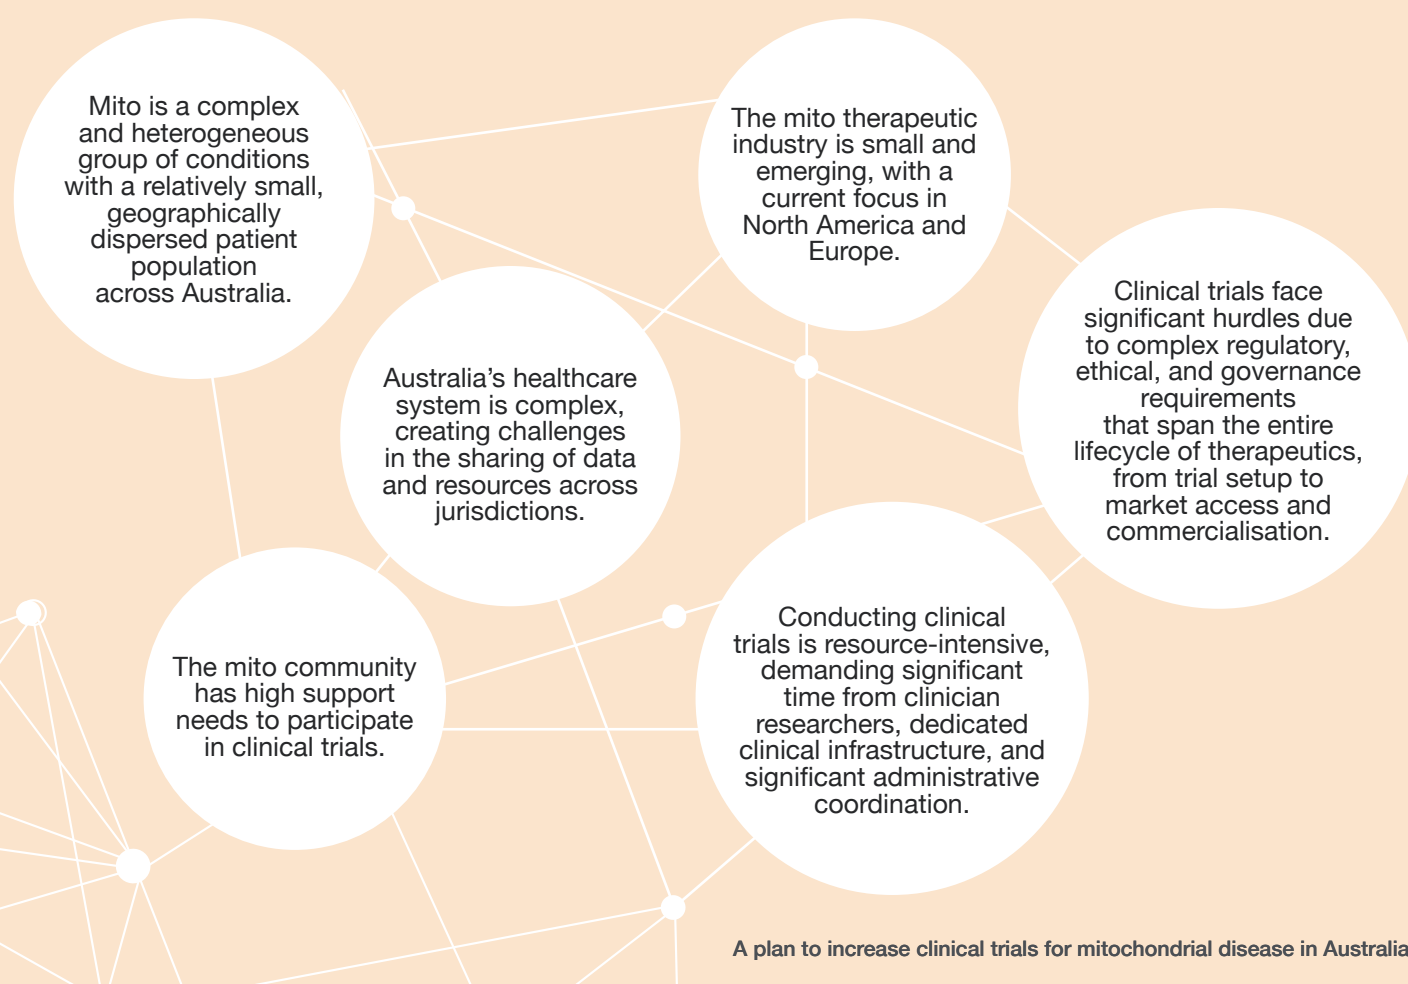 Mito is a complex
and heterogeneous
group of conditions
with a relatively small,
geographically
dispersed patient
population
across Australia.
The mito therapeutic
industry is small and
emerging, with a
current focus in
North America and
Europe.
Clinical trials face
significant hurdles due
to complex regulatory,
ethical, and governance
requirements
that span the entire
lifecycle of therapeutics,
from trial setup to
market access and
commercialisation.
Australia’s healthcare
system is complex,
creating challenges
in the sharing of data
and resources across
jurisdictions.
The mito community
has high support
needs to participate
in clinical trials.
Conducting clinical
trials is resource-intensive,
demanding significant
time from clinician
researchers, dedicated
clinical infrastructure, and
significant administrative
coordination.
A plan to increase clinical trials for mitochondrial disease in Australia